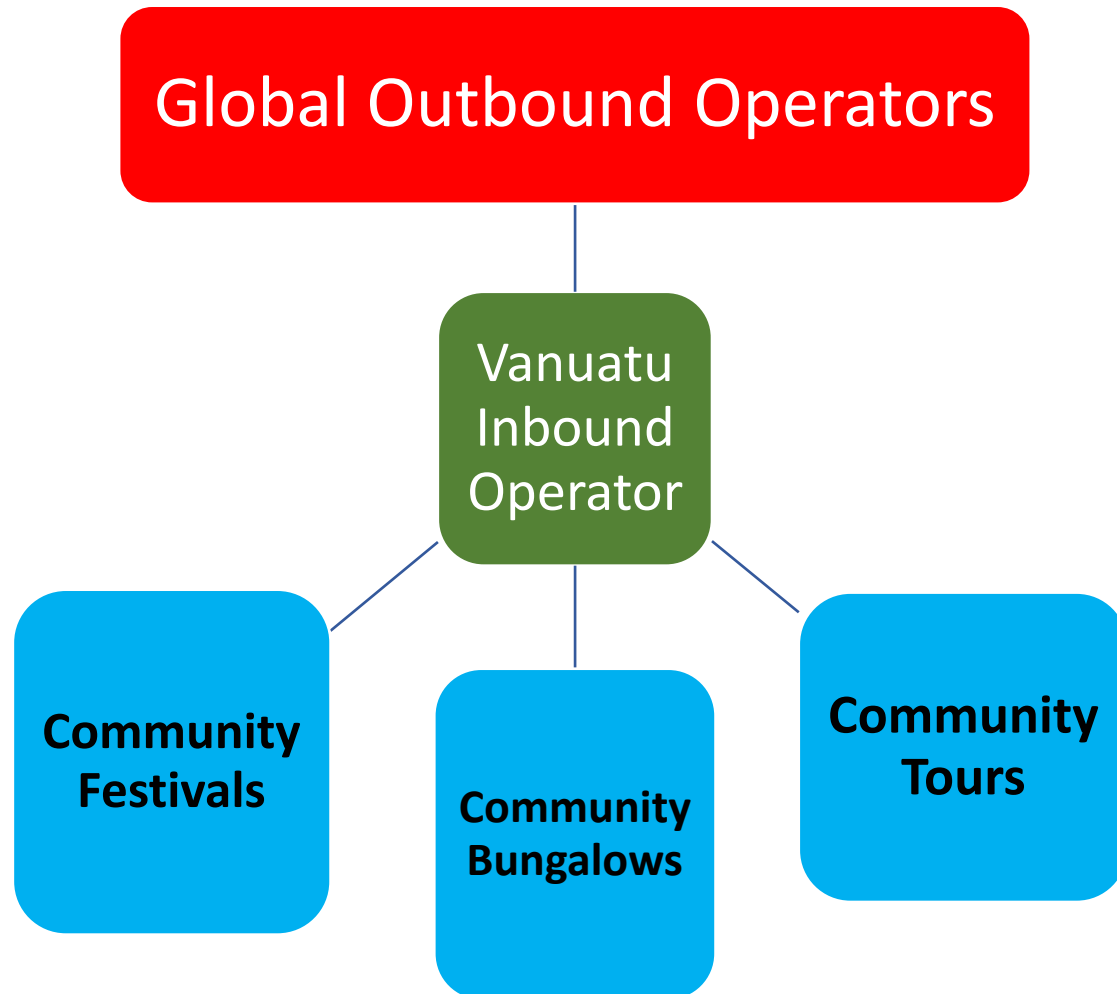 Global Outbound Operators
Vanuatu
Inbound
Operator
Community
Festivals
Community
Bungalows
Community
Tours